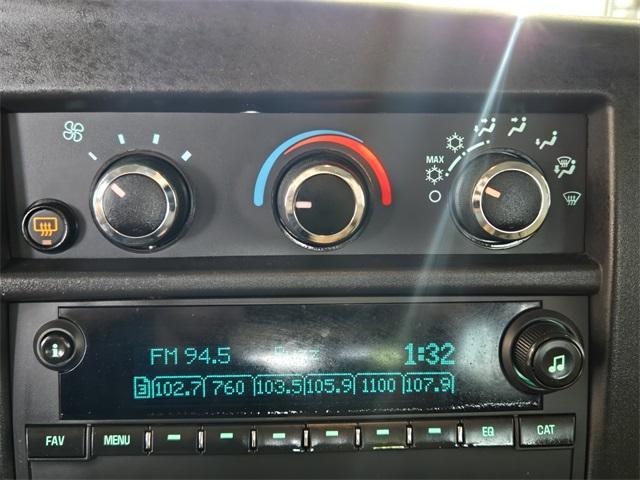 MAX
FM 94.5 1:32
102.7 760 103.5 105.9 1100 107.9
FAV MENU EQ CAT